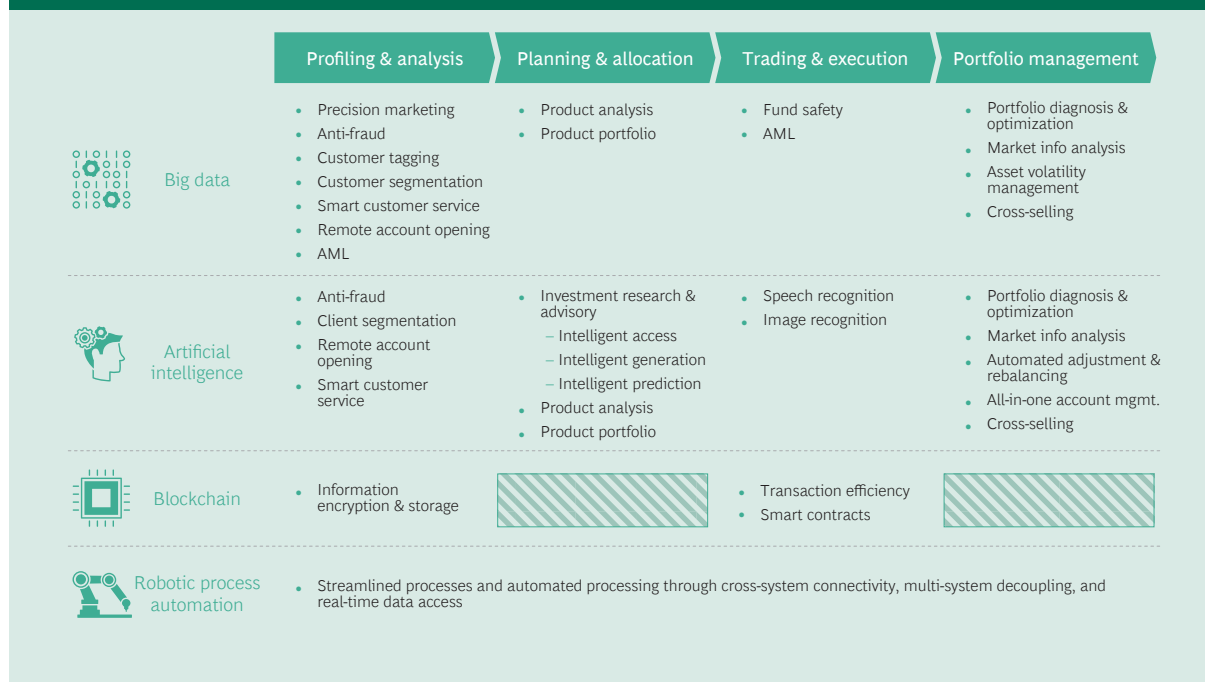 Profiling & analysis
Planning & allocation
Trading & execution
Portfolio management
Big data
• Precision marketing
• Anti-fraud
• Customer tagging
• Customer segmentation
• Smart customer service
• Remote account opening
• AML
• Product analysis
• Product portfolio
• Fund safety
• AML
• Portfolio diagnosis &
optimization
• Market info analysis
• Asset volatility
management
• Cross-selling
Artificial
intelligence
• Anti-fraud
• Client segmentation
• Remote account
opening
• Smart customer
service
• Investment research &
advisory
– Intelligent access
– Intelligent generation
– Intelligent prediction
• Product analysis
• Product portfolio
• Speech recognition
• Image recognition
• Portfolio diagnosis &
optimization
• Market info analysis
• Automated adjustment &
rebalancing
• All-in-one account mgmt.
• Cross-selling
Blockchain
• Information
encryption & storage
• Transaction efficiency
• Smart contracts
Robotic process
automation
• Streamlined processes and automated processing through cross-system connectivity, multi-system decoupling, and
real-time data access